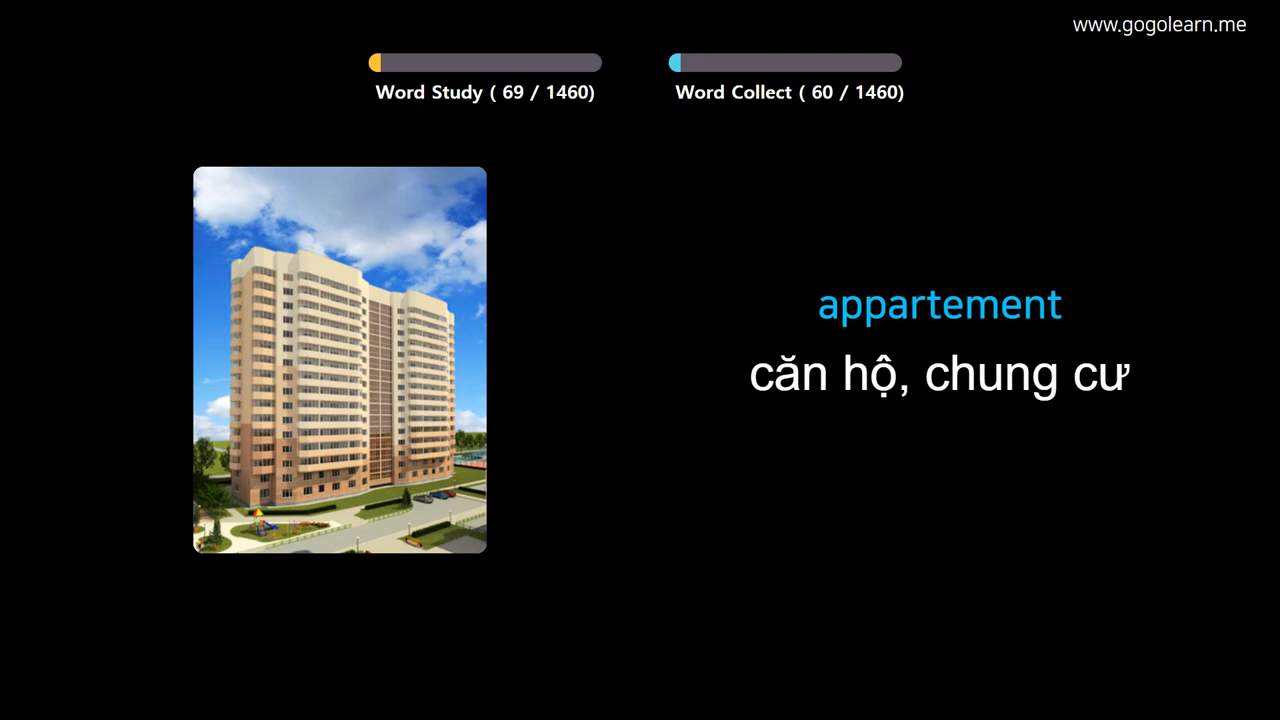 www.gogolearn.me
Word Study ( 69 / 1460)
Word Collect ( 60 / 1460)
appartement
căn hộ, chung cư